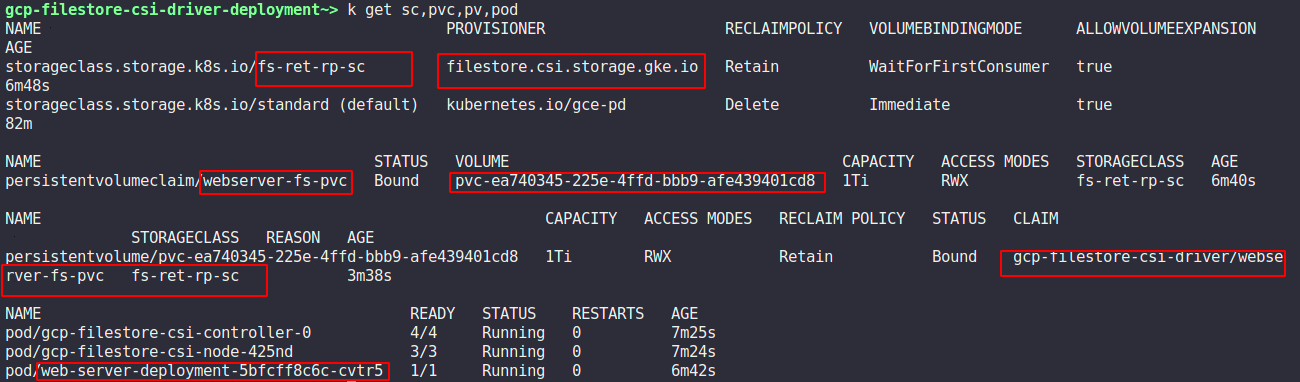 gcp-filestore-csi-driver-deployment~> k get sc,pvc,pv,pod
NAME PROVISIONER RECLAIMPOLICY VOLUMEBINDINGMODE ALLOWVOLUMEEXPANSION
AGE
storageclass.storage.k8s.io/fs-ret-rp-sc filestore.csi.storage.gke.io Retain WaitForFirstConsumer true
6m48s
storageclass.storage.k8s.io/standard (default) kubernetes.io/gce-pd Delete Immediate true
82m
NAME STATUS VOLUME CAPACITY ACCESS MODES STORAGECLASS AGE
persistentvolumeclaim/webserver-fs-pvc Bound pvc-ea740345-225e-4ffd-bbb9-afe439401cd8 1Ti RWX fs-ret-rp-sc 6m40s
NAME CAPACITY ACCESS MODES RECLAIM POLICY STATUS CLAIM
STORAGECLASS REASON AGE
persistentvolume/pvc-ea740345-225e-4ffd-bbb9-afe439401cd8 1Ti RWX Retain Bound gcp-filestore-csi-driver/webse
rver-fs-pvc fs-ret-rp-sc 3m38s
NAME READY STATUS RESTARTS AGE
pod/gcp-filestore-csi-controller-0 4/4 Running 0 7m25s
pod/gcp-filestore-csi-node-425nd 3/3 Running 0 7m24s
pod/web-server-deployment-5bfcff8c6c-cvtr5 1/1 Running 0 6m42s